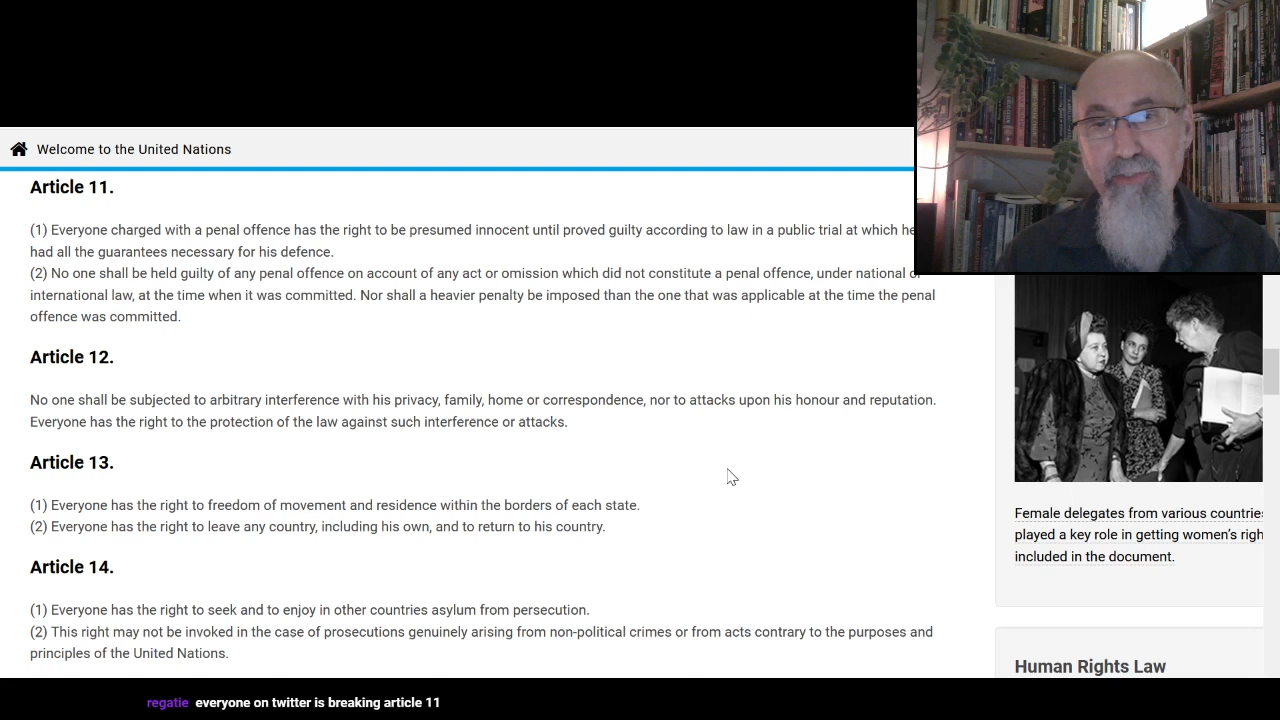 Welcome to the United Nations
Article 11.
(1) Everyone charged with a penal offence has the right to be presumed innocent until proved guilty according to law in a public trial at which he
had all the guarantees necessary for his defence.
(2) No one shall be held guilty of any penal offence on account of any act or omission which did not constitute a penal offence, under national or
international law, at the time when it was committed. Nor shall a heavier penalty be imposed than the one that was applicable at the time the penal
offence was committed.
Article 12.
No one shall be subjected to arbitrary interference with his privacy, family, home or correspondence, nor to attacks upon his honour and reputation.
Everyone has the right to the protection of the law against such interference or attacks.
Article 13.
(1) Everyone has the right to freedom of movement and residence within the borders of each state.
(2) Everyone has the right to leave any country, including his own, and to return to his country.
Article 14.
(1) Everyone has the right to seek and to enjoy in other countries asylum from persecution.
(2) This right may not be invoked in the case of prosecutions genuinely arising from non-political crimes or from acts contrary to the purposes and
principles of the United Nations.
Female delegates from various countries
played a key role in getting women's righ
included in the document.
Human Rights Law
regatie everyone on twitter is breaking article 11